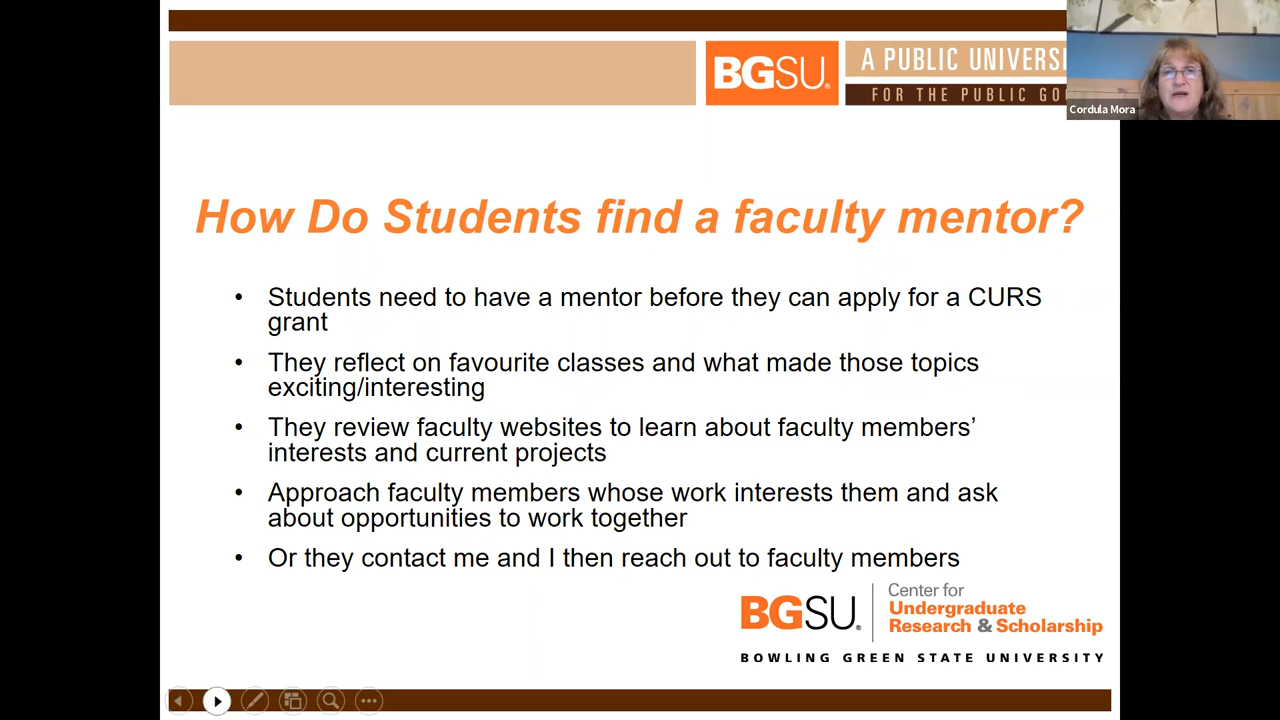 BGSU®
A PUBLIC UNIVERSI
FOR THE PUBLIC GO
Cordula Mora
How Do Students find a faculty mentor?
• Students need to have a mentor before they can apply for a CURS
grant
• They reflect on favourite classes and what made those topics
exciting/interesting
• They review faculty websites to learn about faculty members’
interests and current projects
• Approach faculty members whose work interests them and ask
about opportunities to work together
• Or they contact me and I then reach out to faculty members
BGSU®
Center for
Undergraduate
Research & Scholarship
BOWLING GREEN STATE UNIVERSITY